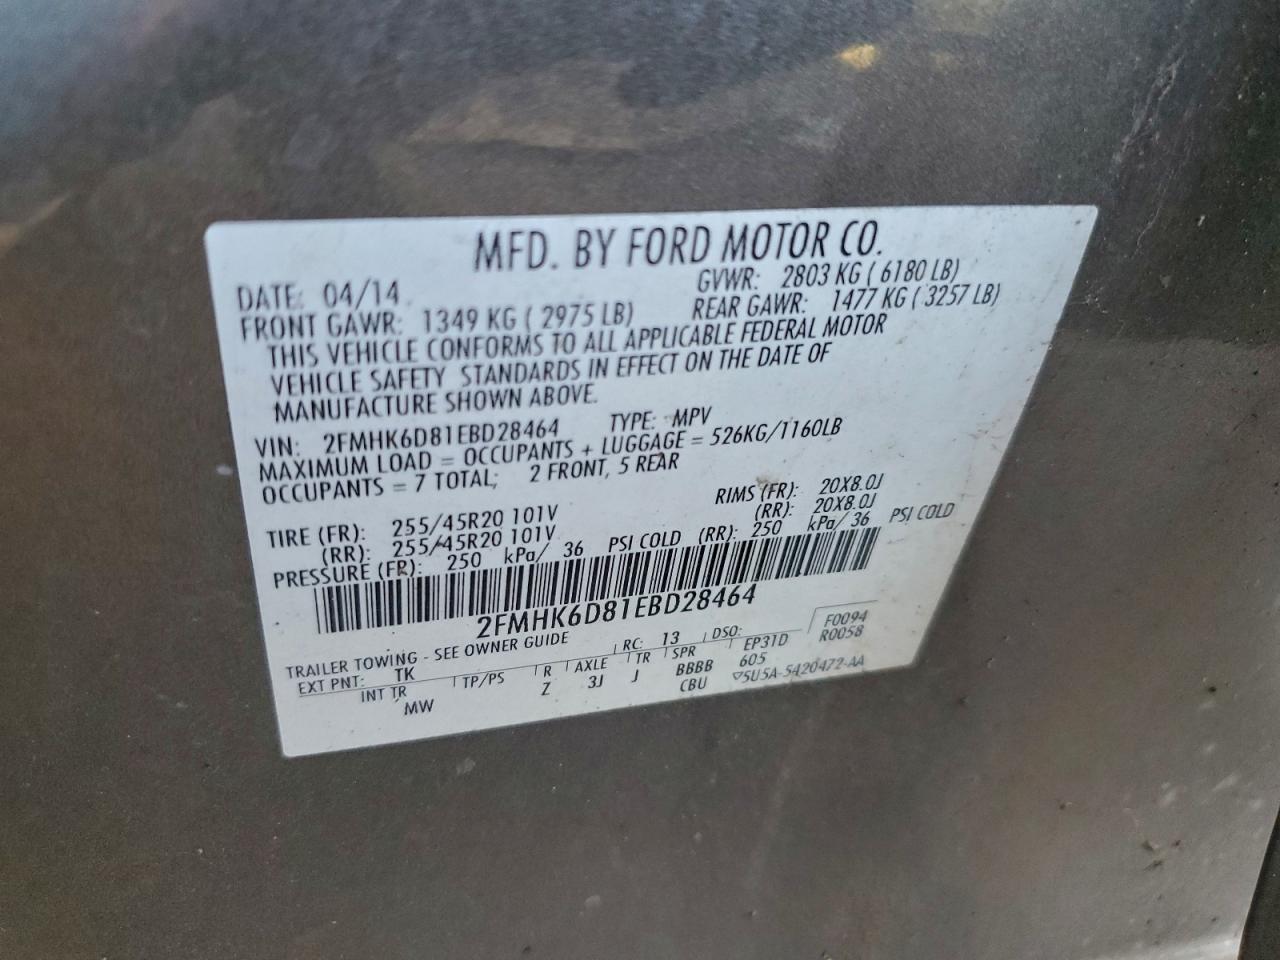 MFD. BY FORD MOTOR CO.
DATE: 04/14 GVWR: 2803 KG ( 6180 LB)
FRONT GAWR: 1349 KG ( 2975 LB) REAR GAWR: 1477 KG ( 3257 LB)
THIS VEHICLE CONFORMS TO ALL APPLICABLE FEDERAL MOTOR
VEHICLE SAFETY STANDARDS IN EFFECT ON THE DATE OF
MANUFACTURE SHOWN ABOVE.
VIN: 2FMHK6D81EBD28464 TYPE: MPV
MAXIMUM LOAD = OCCUPANTS + LUGGAGE = 526KG/1160LB
OCCUPANTS = 7 TOTAL; 2 FRONT, 5 REAR
TIRE (FR): 255/45R20 101V RIMS (FR): 20X8.0J
(RR): 255/45R20 101V (RR): 20X8.0J
PRESSURE (FR): 250 kPa/ 36 PSI COLD (RR): 250 kPa/ 36 PSI COLD
2FMHK6D81EBD28464
TRAILER TOWING - SEE OWNER GUIDE
EXT PNT: TK RC: 13 DSO: F0094
INT TR TP/PS R AXLE TR SPR EP31D R0058
MW Z 3J J BBBB 605
CBU ▽5U5A-5420472-AA